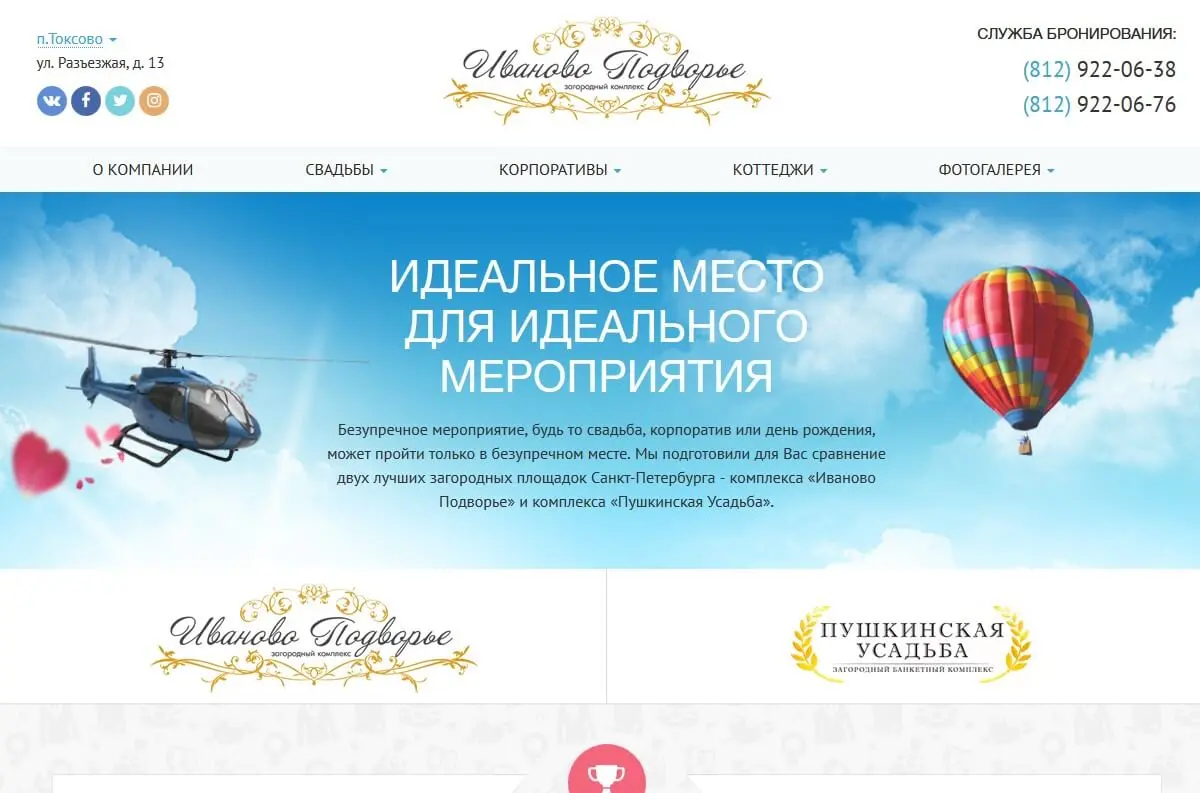 п.Токсово
ул. Разъезжая, д. 13
Иваново Подворье
загородный комплекс
СЛУЖБА БРОНИРОВАНИЯ:
(812) 922-06-38
(812) 922-06-76
О КОМПАНИИ
СВАДЬБЫ
КОРПОРАТИВЫ
КОТТЕДЖИ
ФОТОГАЛЕРЕЯ
ИДЕАЛЬНОЕ МЕСТО
ДЛЯ ИДЕАЛЬНОГО
МЕРОПРИЯТИЯ
Безупречное мероприятие, будь то свадьба, корпоратив или день рождения,
может пройти только в безупречном месте. Мы подготовили для Вас сравнение
двух лучших загородных площадок Санкт-Петербурга - комплекса «Иваново
Подворье» и комплекса «Пушкинская Усадьба».
Иваново Подворье
загородный комплекс
ПУШКИНСКАЯ
УСАДЬБА
ЗАГОРОДНЫЙ БАНКЕТНЫЙ КОМПЛЕКС